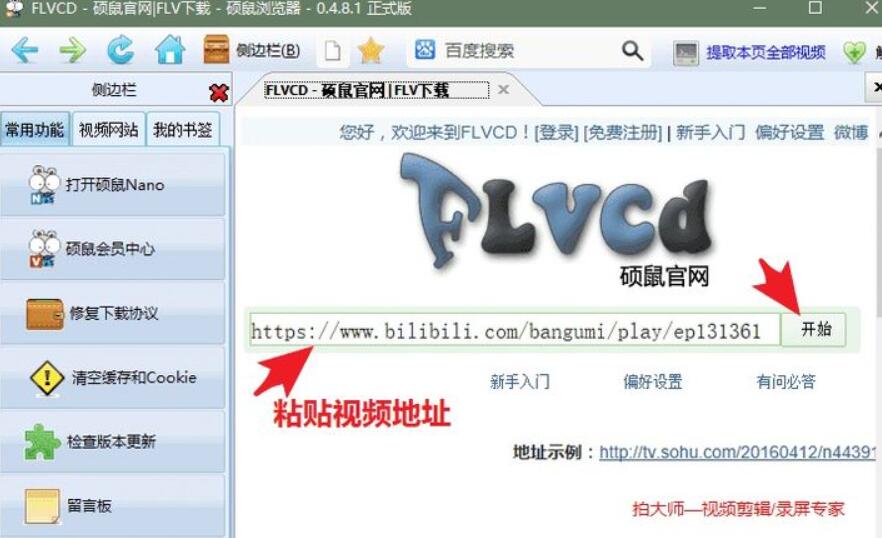 FLVCD - 硕鼠官网|FLV下载 - 硕鼠浏览器 - 0.4.8.1 正式版
侧边栏(B)
百度搜索
提取本页全部视频
侧边栏
FLVCD - 硕鼠官网|FLV下载
常用功能 视频网站 我的书签
您好，欢迎来到FLVCD！[登录] [免费注册] | 新手入门 偏好设置 微博
打开硕鼠Nano
硕鼠会员中心
修复下载协议
清空缓存和Cookie
检查版本更新
留言板
FLVCD
硕鼠官网
https://www.bilibili.com/bangumi/play/ep131361
开始
粘贴视频地址
新手入门 偏好设置 有问必答
地址示例：http://tv.sohu.com/20160412/n44391
拍大师—视频剪辑/录屏专家